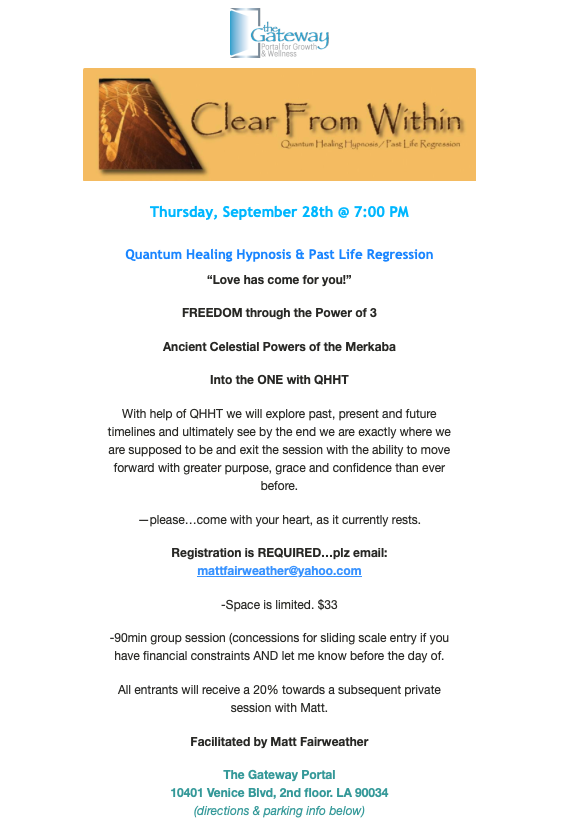 the
Gateway
Portal for Growth
& Wellness
Clear From Within
Quantum Healing Hypnosis / Past Life Regression
Thursday, September 28th @ 7:00 PM
Quantum Healing Hypnosis & Past Life Regression
“Love has come for you!”
FREEDOM through the Power of 3
Ancient Celestial Powers of the Merkaba
Into the ONE with QHHT
With help of QHHT we will explore past, present and future
timelines and ultimately see by the end we are exactly where we
are supposed to be and exit the session with the ability to move
forward with greater purpose, grace and confidence than ever
before.
—please…come with your heart, as it currently rests.
Registration is REQUIRED…plz email:
mattfairweather@yahoo.com
-Space is limited. $33
-90min group session (concessions for sliding scale entry if you
have financial constraints AND let me know before the day of.
All entrants will receive a 20% towards a subsequent private
session with Matt.
Facilitated by Matt Fairweather
The Gateway Portal
10401 Venice Blvd, 2nd floor. LA 90034
(directions & parking info below)